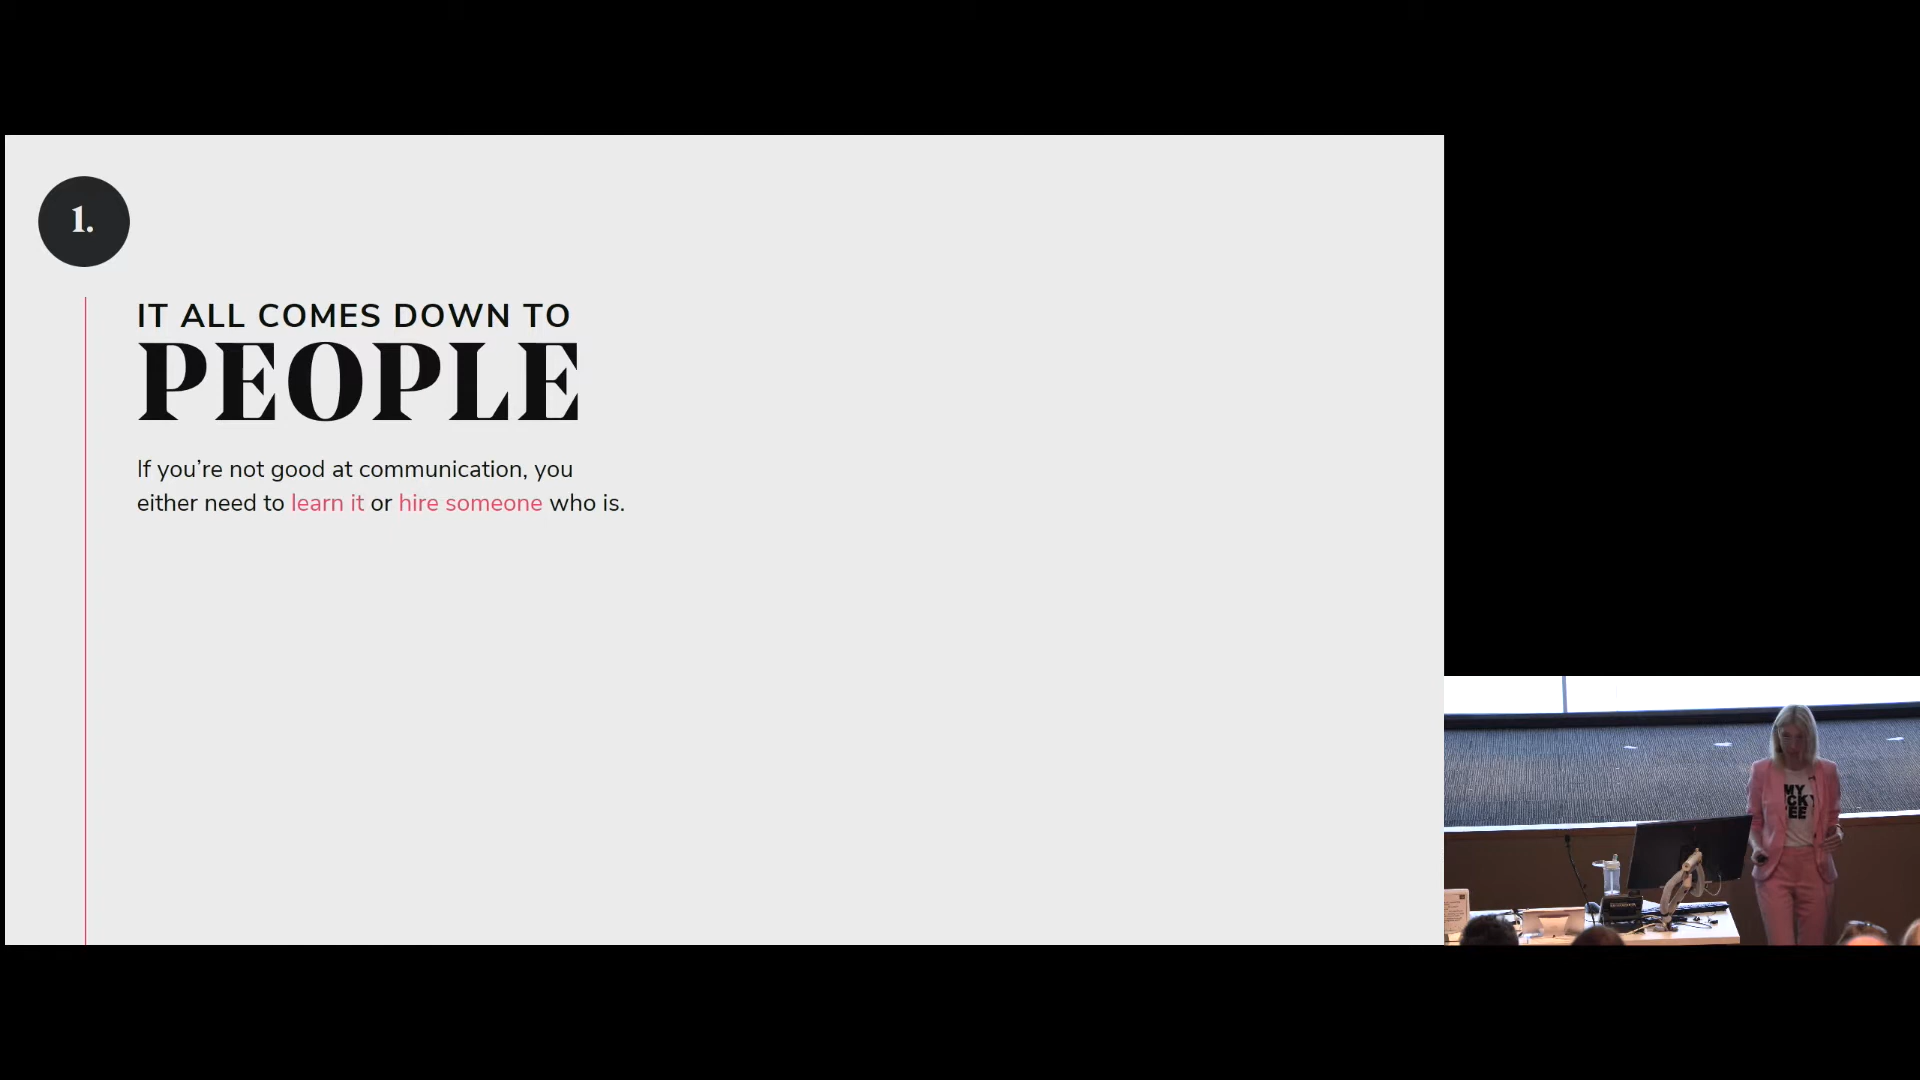 1.
IT ALL COMES DOWN TO
PEOPLE
If you’re not good at communication, you
either need to learn it or hire someone who is.
MY